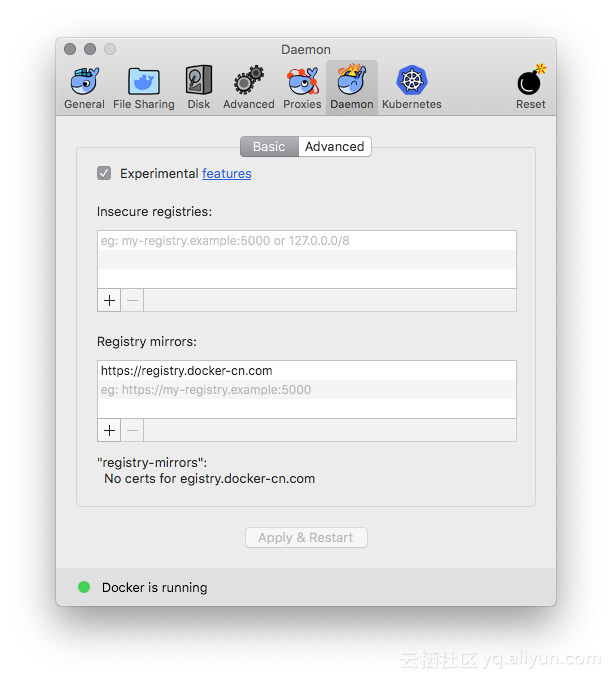 Daemon
General File Sharing Disk Advanced Proxies Daemon Kubernetes Reset
Basic Advanced
Experimental features
Insecure registries:
eg: my-registry.example:5000 or 127.0.0.0/8
Registry mirrors:
https://registry.docker-cn.com
eg: https://my-registry.example:5000
"registry-mirrors":
No certs for egistry.docker-cn.com
Apply & Restart
Docker is running
云栖社区 yq.aliyun.com